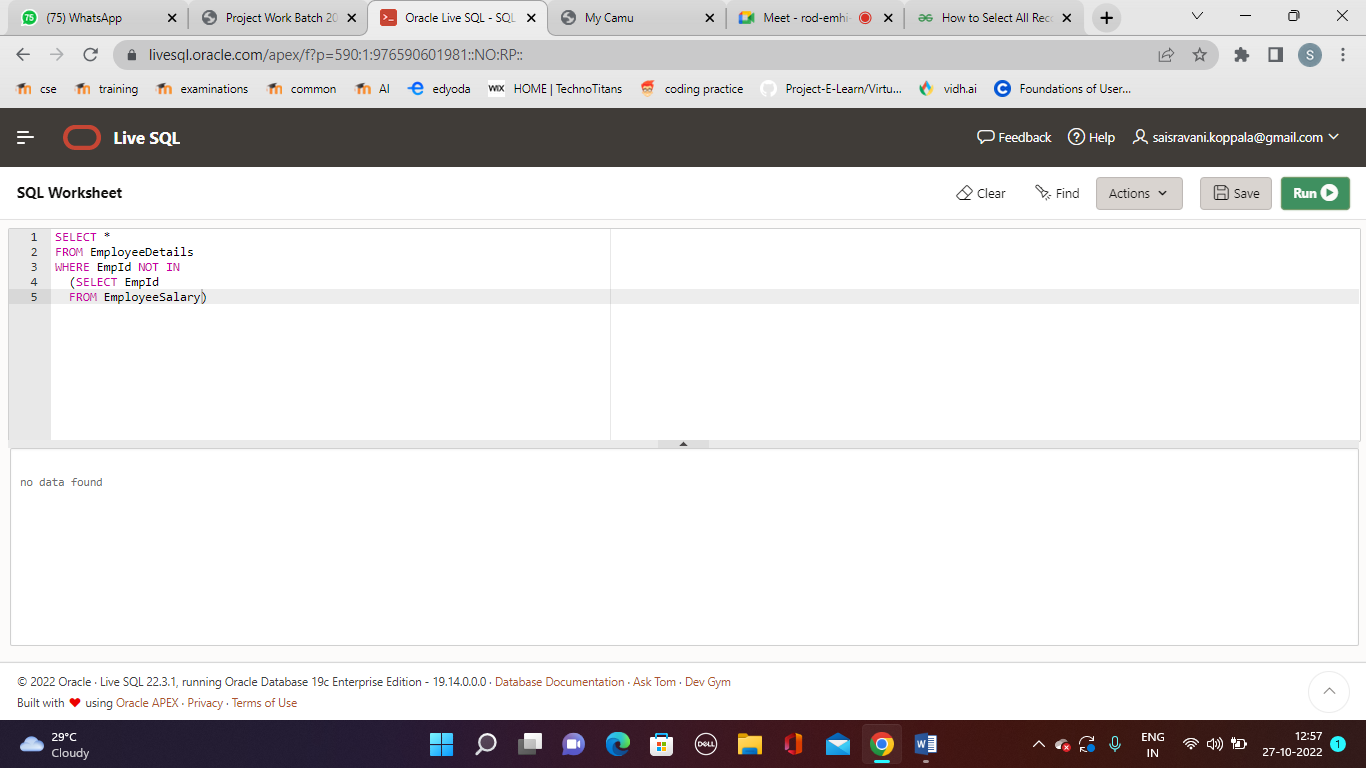 (75) WhatsApp
Project Work Batch 20
Oracle Live SQL - SQL
My Camu
Meet - rod-emhi-
How to Select All Rec
livesql.oracle.com/apex/f?p=590:1:976590601981::NO:RP::
S
cse
training
examinations
common
AI
edyoda
WIX HOME | TechnoTitans
coding practice
Project-E-Learn/Virtu...
vidh.ai
Foundations of User...
Live SQL
Feedback
Help
saisravani.koppala@gmail.com
SQL Worksheet
Clear
Find
Actions
Save
Run
1 SELECT *
2 FROM EmployeeDetails
3 WHERE EmpId NOT IN
4 (SELECT EmpId
5 FROM EmployeeSalary)
no data found
© 2022 Oracle · Live SQL 22.3.1, running Oracle Database 19c Enterprise Edition - 19.14.0.0.0 · Database Documentation · Ask Tom · Dev Gym
Built with ♥ using Oracle APEX · Privacy · Terms of Use
29°C
Cloudy
DELL
ENG
IN
12:57
27-10-2022
1